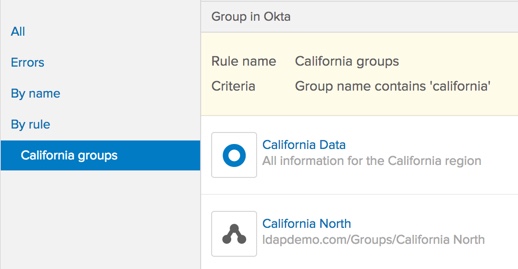 All
Errors
By name
By rule
California groups
Group in Okta
Rule name California groups
Criteria Group name contains 'california'
California Data
All information for the California region
California North
ldapdemo.com/Groups/California North